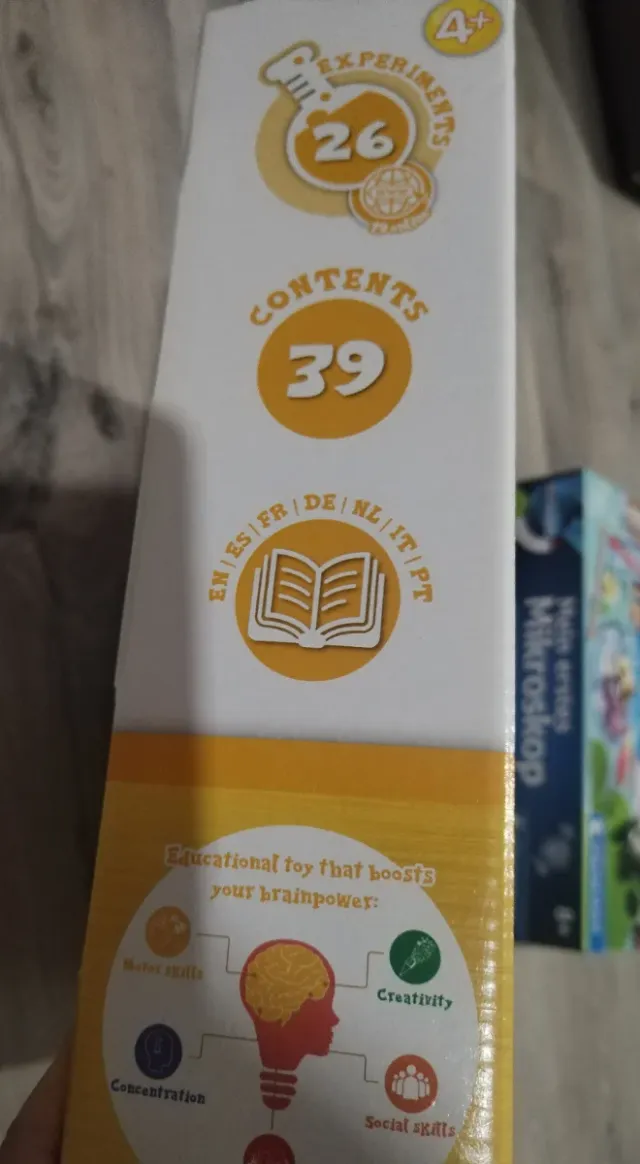 4+
EXPERIMENTS
26
CONTENTS
39
EN | ES | FR | DE | NL | IT | PT
Educational toy that boosts
your brainpower:
Motor skills
Creativity
Concentration
Social skills
Mein erstes
Mikroskop